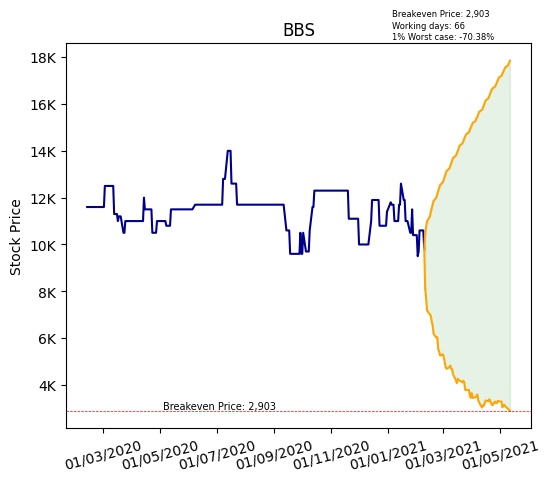 Breakeven Price: 2,903
Working days: 66
1% Worst case: -70.38%
BBS
Stock Price
18K
16K
14K
12K
10K
8K
6K
4K
Breakeven Price: 2,903
01/03/2020
01/05/2020
01/07/2020
01/09/2020
01/11/2020
01/01/2021
01/03/2021
01/05/2021